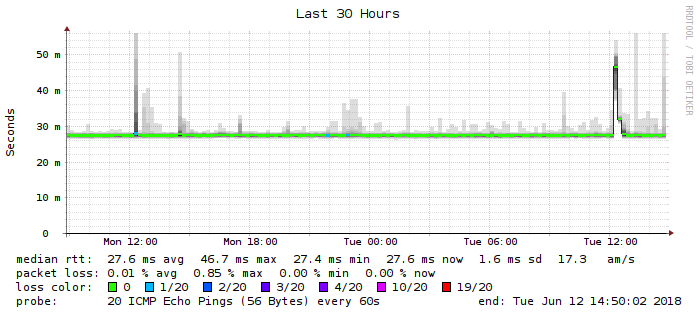 Last 30 Hours
RRDTOOL / TOBI OETIKER
Seconds
50 m
40 m
30 m
20 m
10 m
0
Mon 12:00 Mon 18:00 Tue 00:00 Tue 06:00 Tue 12:00
median rtt: 27.6 ms avg 46.7 ms max 27.4 ms min 27.6 ms now 1.6 ms sd 17.3 am/s
packet loss: 0.01 % avg 0.85 % max 0.00 % min 0.00 % now
loss color: 0 1/20 2/20 3/20 4/20 10/20 19/20
probe: 20 ICMP Echo Pings (56 Bytes) every 60s end: Tue Jun 12 14:50:02 2018